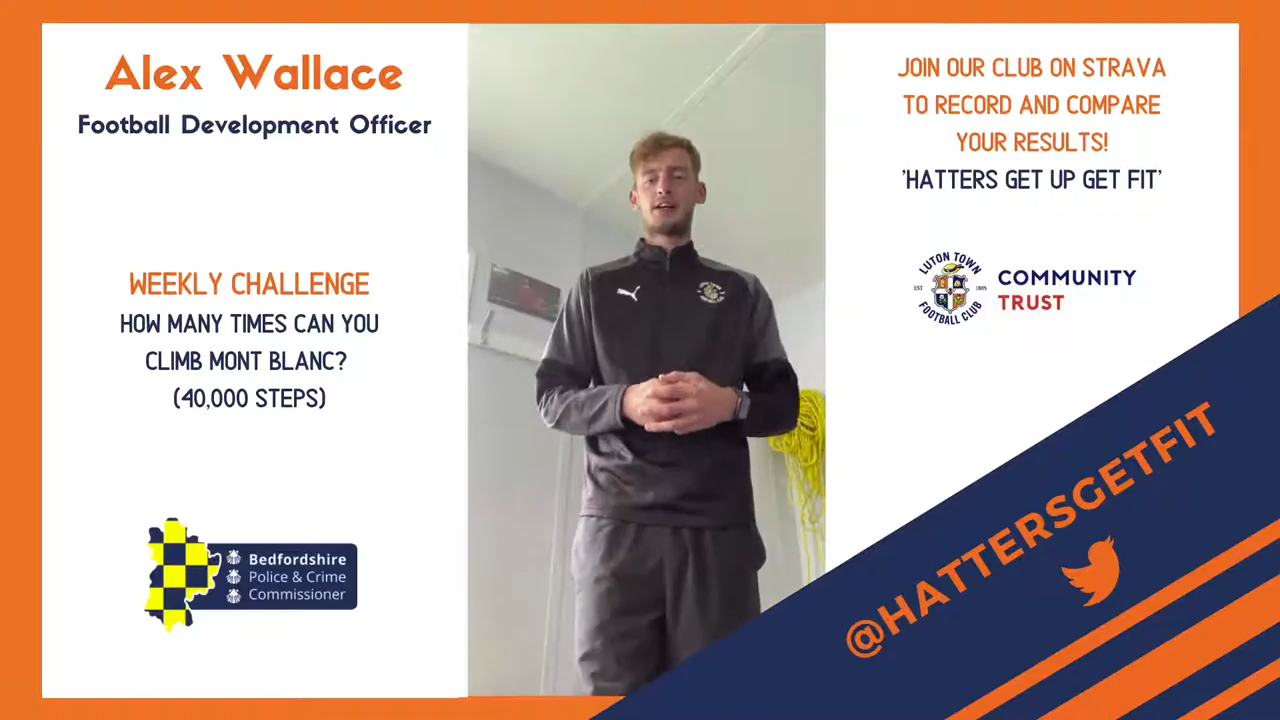 Alex Wallace
Football Development Officer
WEEKLY CHALLENGE
HOW MANY TIMES CAN YOU
CLIMB MONT BLANC?
(40,000 STEPS)
Bedfordshire
Police & Crime
Commissioner
JOIN OUR CLUB ON STRAVA
TO RECORD AND COMPARE
YOUR RESULTS!
'HATTERS GET UP GET FIT'
LUTON TOWN
EST 1885
FOOTBALL CLUB
COMMUNITY
TRUST
@HATTERSGETFIT